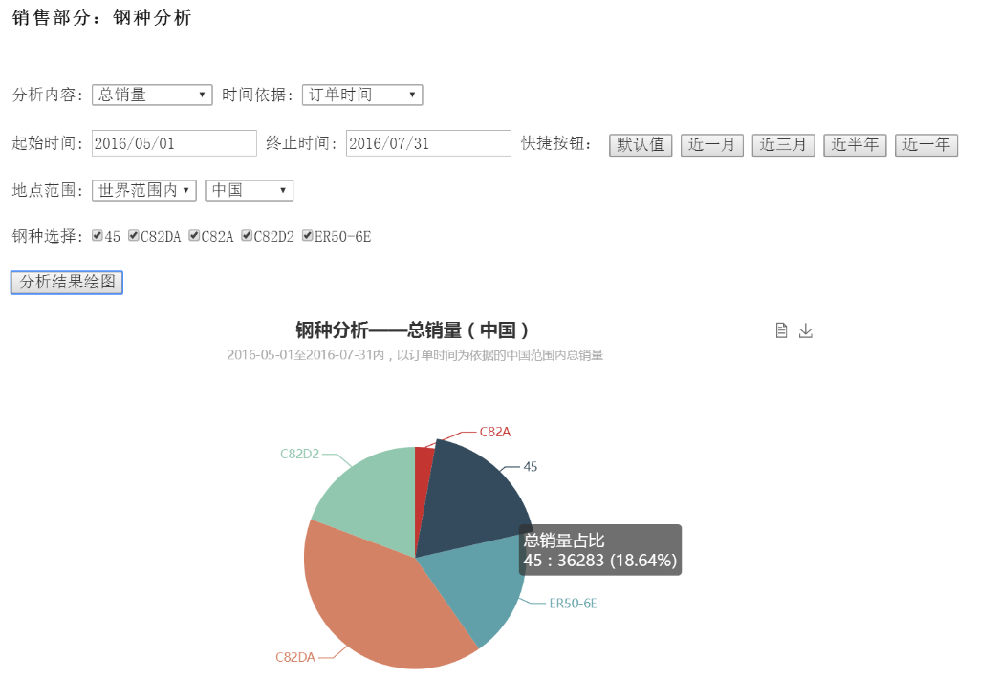 销售部分：钢种分析
分析内容：总销量 时间依据：订单时间
起始时间：2016/05/01 终止时间：2016/07/31 快捷按钮： 默认值 近一月 近三月 近半年 近一年
地点范围：世界范围内 中国
钢种选择：45 C82DA C82A C82D2 ER50-6E
分析结果绘图
钢种分析——总销量（中国）
2016-05-01至2016-07-31内，以订单时间为依据的中国范围内总销量
C82A
C82D2
45
总销量占比
45 : 36283 (18.64%)
ER50-6E
C82DA